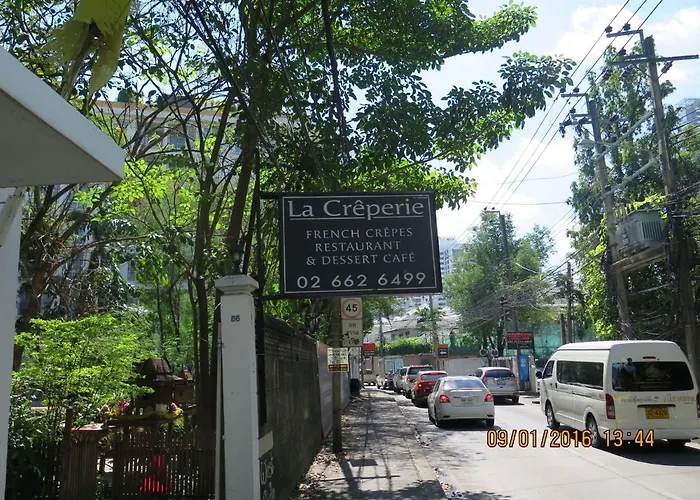 La Crêperie
FRENCH CRÊPES
RESTAURANT
& DESSERT CAFÉ
02 662 6499
45
66
09/01/2016 13:44